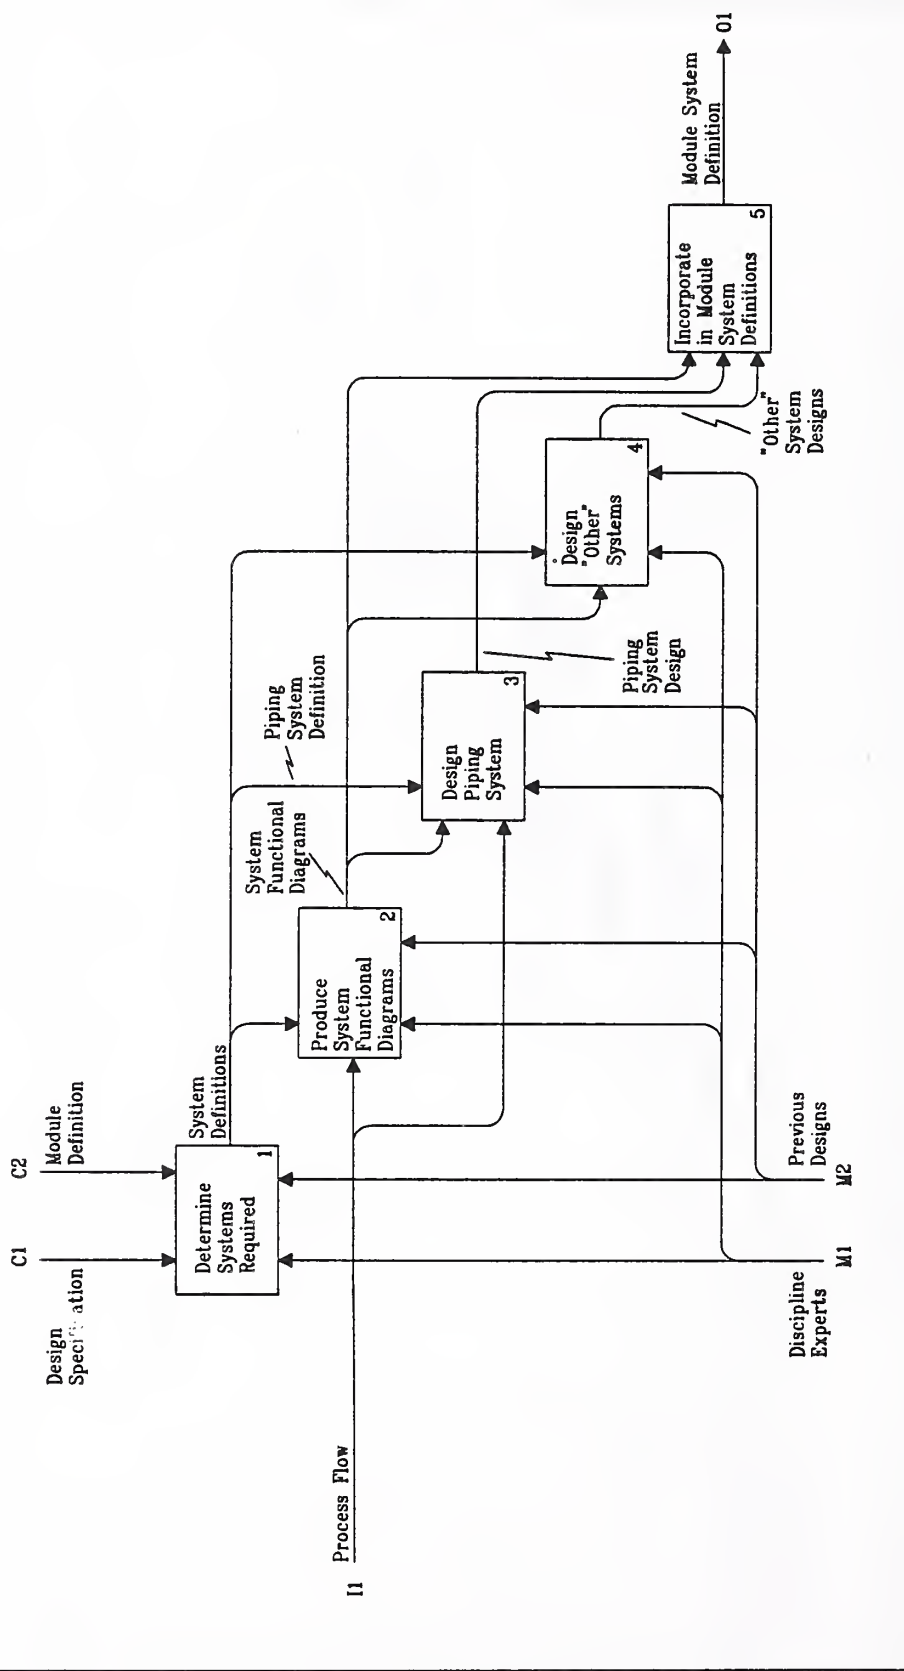 C1
C2
Design
Specification
Module
Definition
Determine
Systems
Required
1
System
Definitions
I1
Process Flow
Produce
System
Functional
Diagrams
2
System
Functional
Diagrams
Piping
System
Definition
Design
Piping
System
3
Piping
System
Design
Design
"Other"
Systems
4
"Other"
System
Designs
Incorporate
in Module
System
Definitions
5
Module System
Definition
O1
Discipline
Experts
M1
Previous
Designs
M2